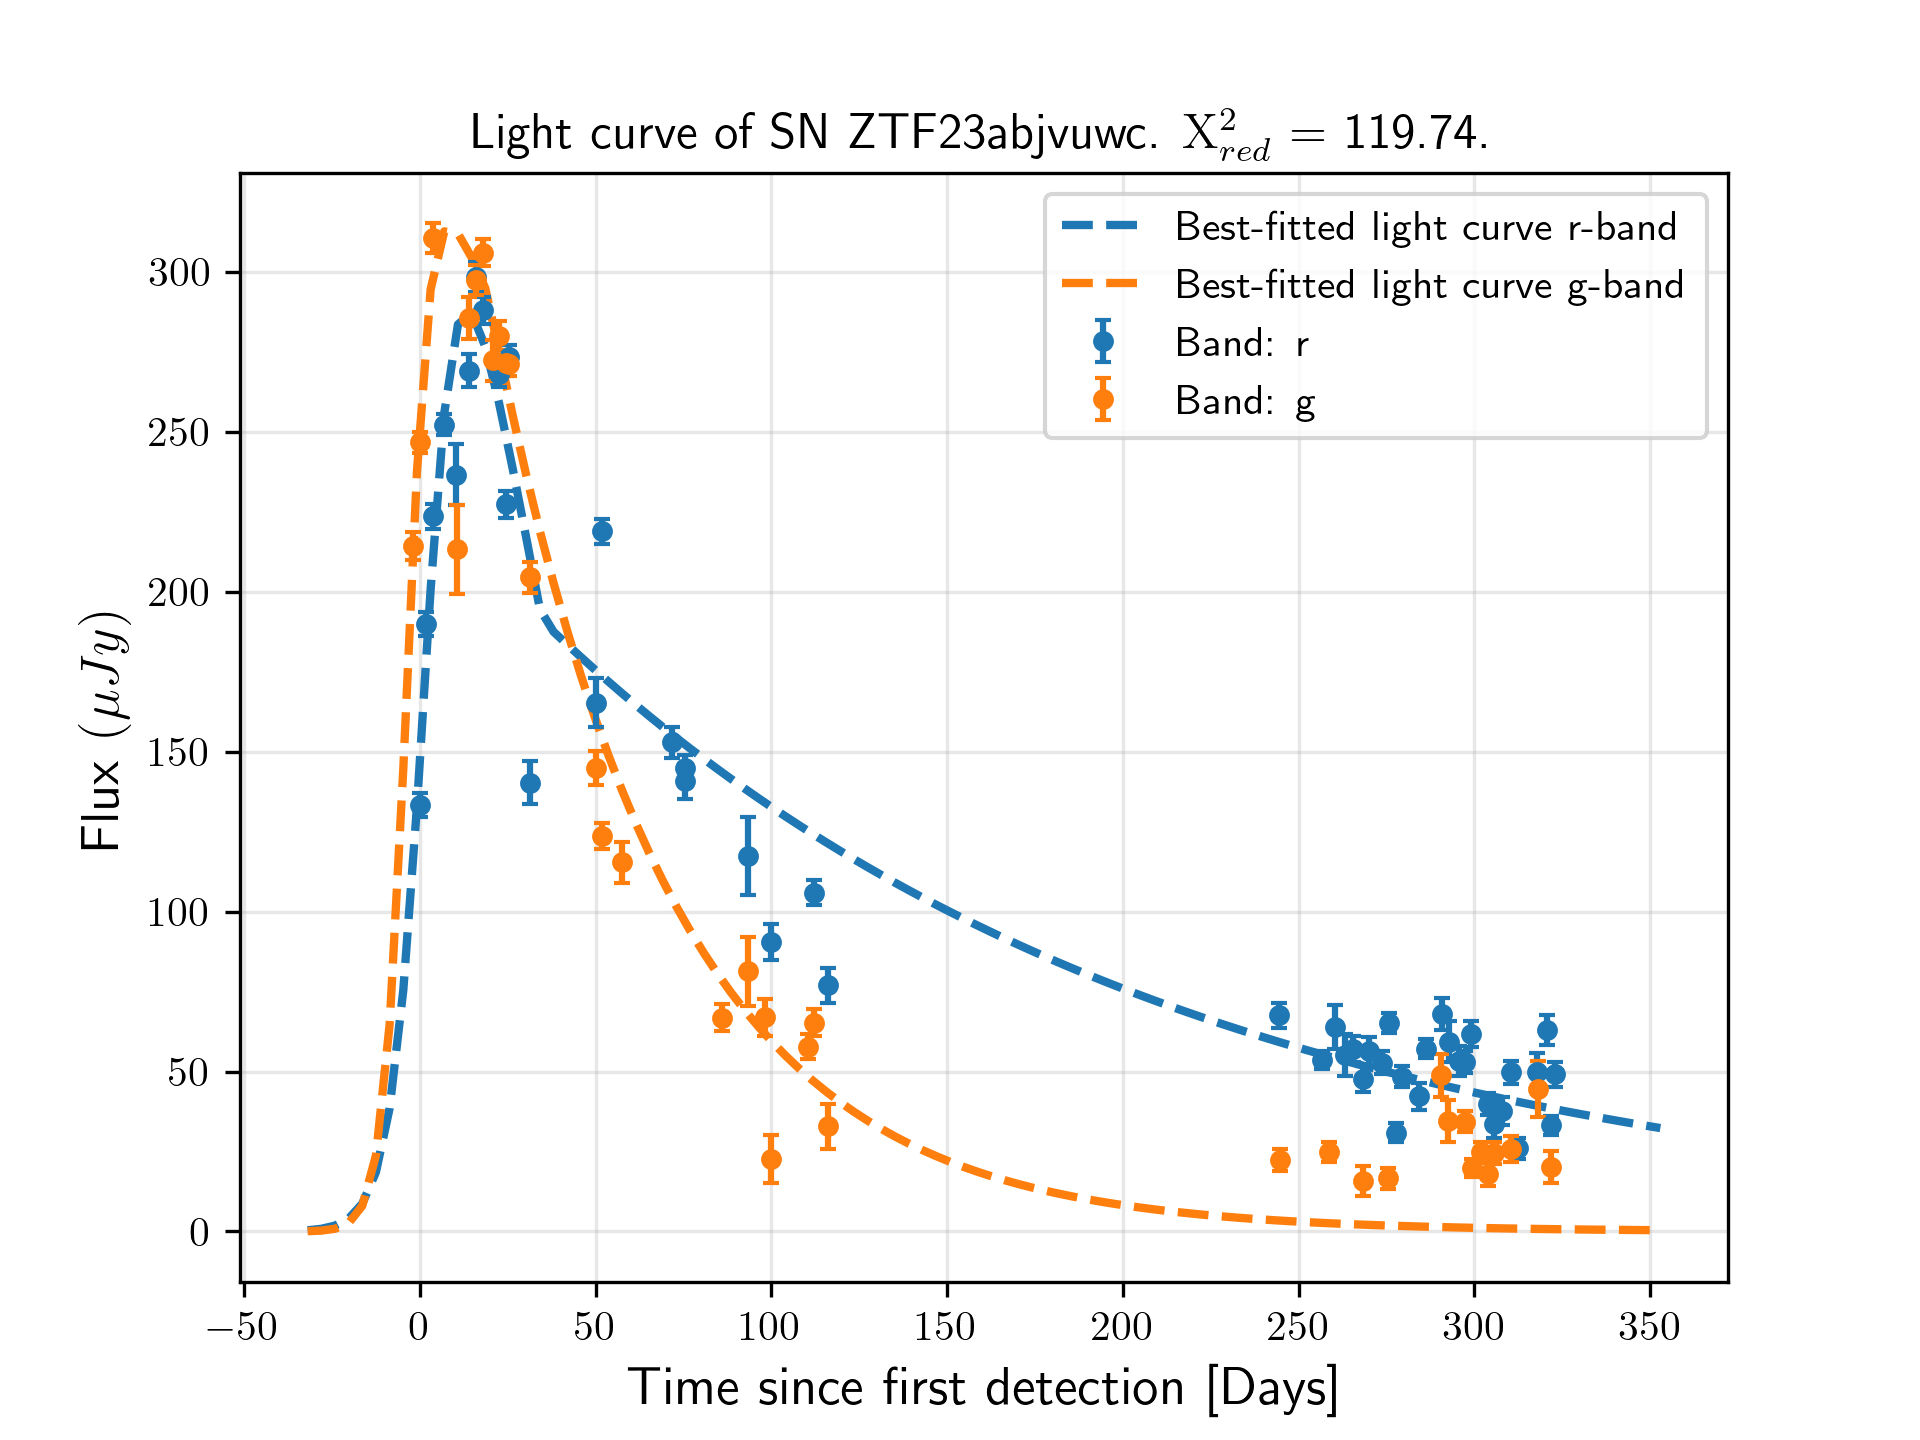 Light curve of SN ZTF23abjvuwc. X²_red = 119.74.
Best-fitted light curve r-band
Best-fitted light curve g-band
Band: r
Band: g
Flux (μJy)
300
250
200
150
100
50
0
−50 0 50 100 150 200 250 300 350
Time since first detection [Days]